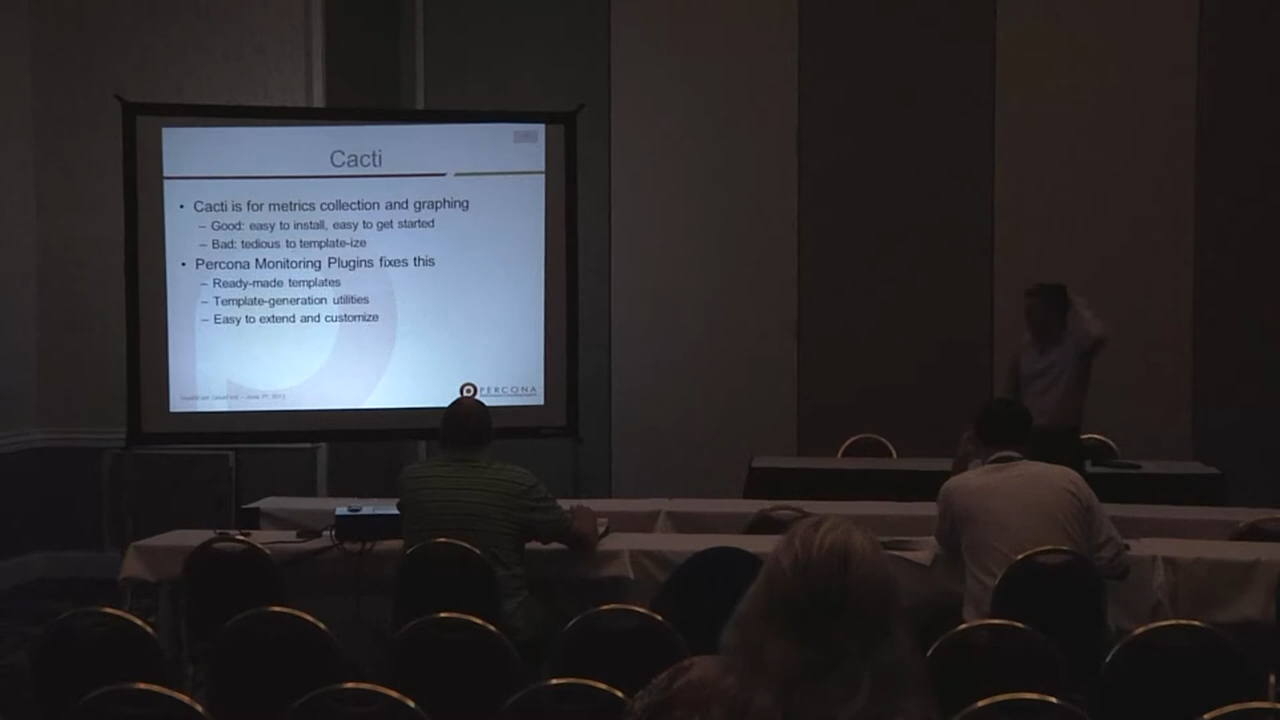 Cacti
• Cacti is for metrics collection and graphing
– Good: easy to install, easy to get started
– Bad: tedious to template-ize
• Percona Monitoring Plugins fixes this
– Ready-made templates
– Template-generation utilities
– Easy to extend and customize
PERCONA